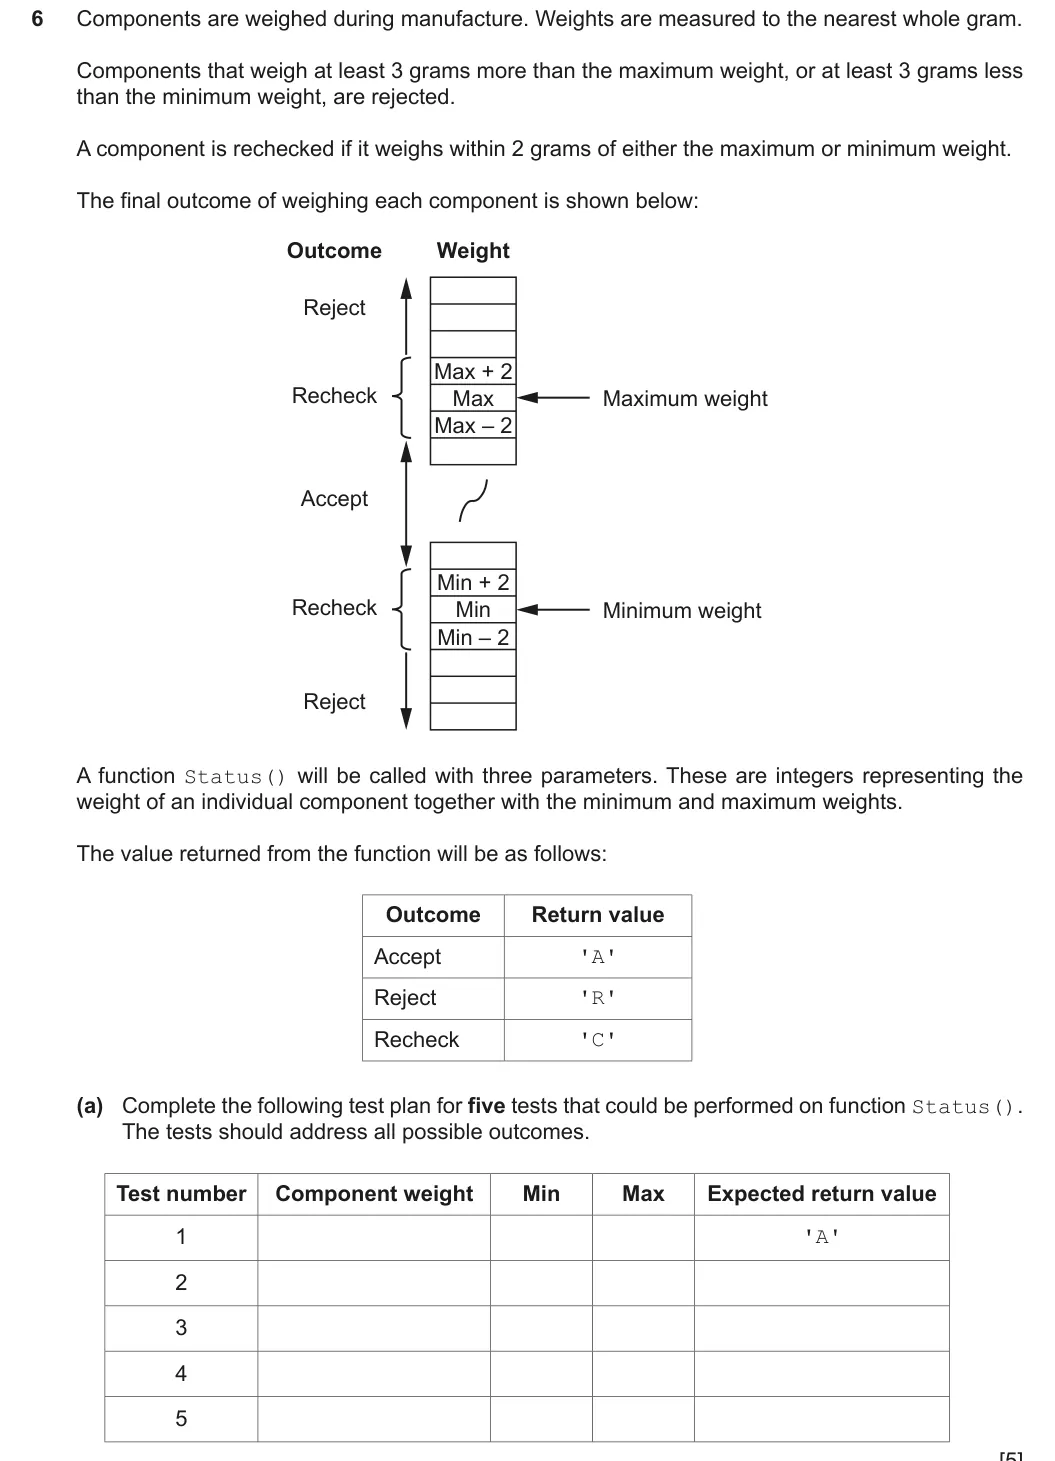 6 Components are weighed during manufacture. Weights are measured to the nearest whole gram.
Components that weigh at least 3 grams more than the maximum weight, or at least 3 grams less
than the minimum weight, are rejected.
A component is rechecked if it weighs within 2 grams of either the maximum or minimum weight.
The final outcome of weighing each component is shown below:
Outcome Weight
Reject
Max + 2
Recheck Max Maximum weight
Max – 2
Accept
Min + 2
Recheck Min Minimum weight
Min – 2
Reject
A function Status() will be called with three parameters. These are integers representing the
weight of an individual component together with the minimum and maximum weights.
The value returned from the function will be as follows:
Outcome Return value
Accept 'A'
Reject 'R'
Recheck 'C'
(a) Complete the following test plan for five tests that could be performed on function Status().
The tests should address all possible outcomes.
Test number Component weight Min Max Expected return value
1 'A'
2
3
4
5
[5]